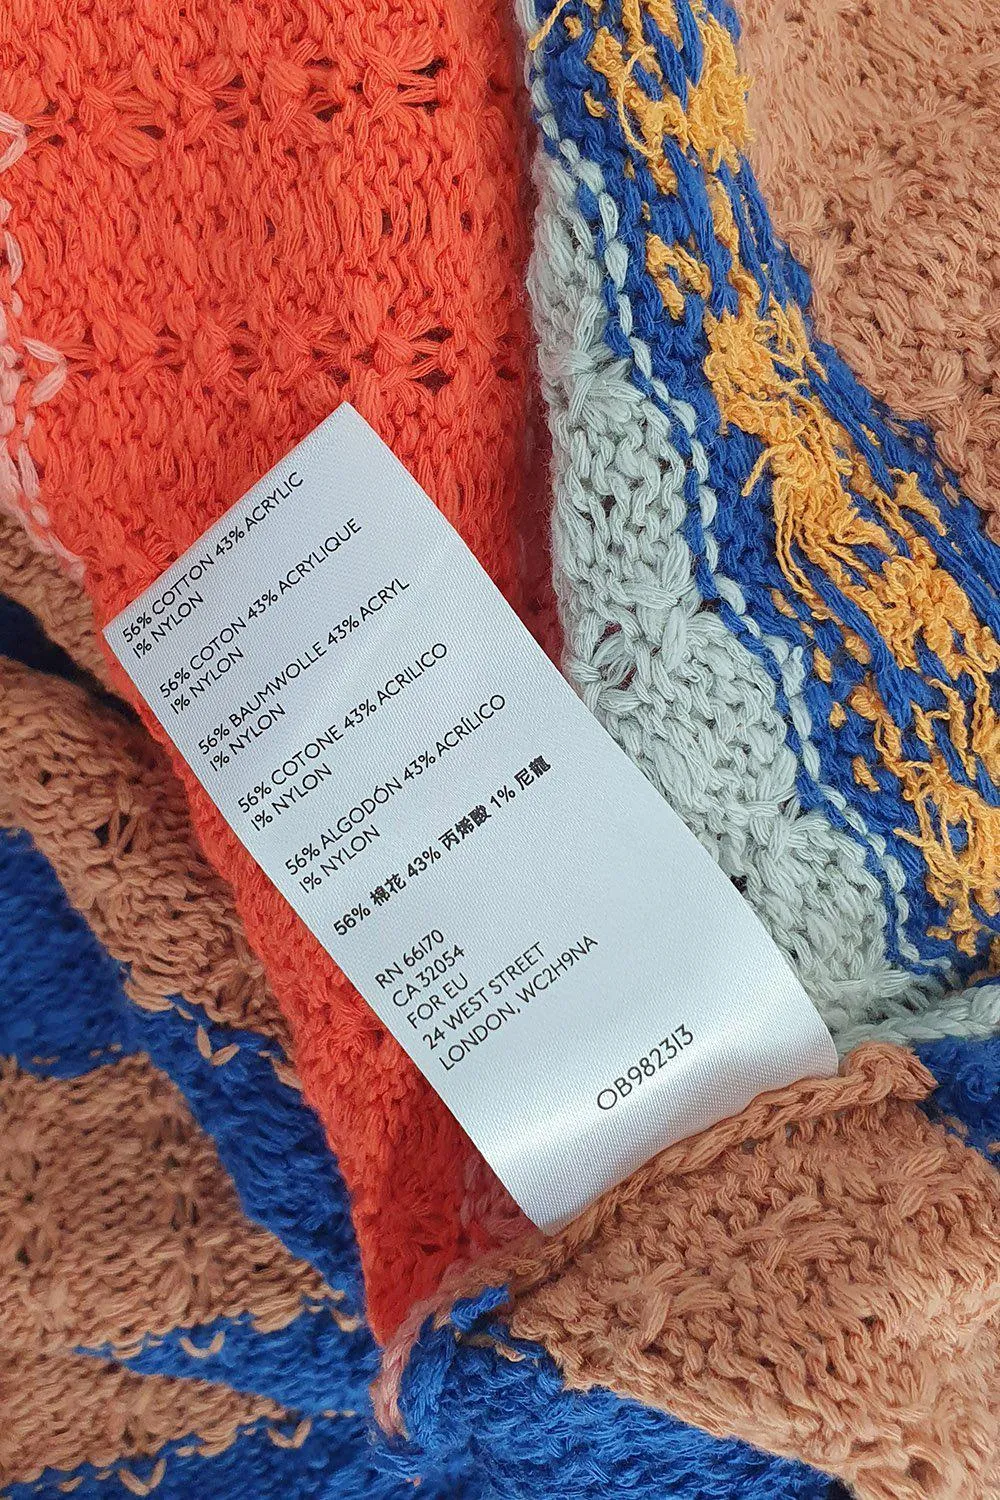 56% COTTON 43% ACRYLIC
1% NYLON
56% COTON 43% ACRYLIQUE
1% NYLON
56% BAUMWOLLE 43% ACRYL
1% NYLON
56% COTONE 43% ACRILICO
1% NYLON
56% ALGODÓN 43% ACRÍLICO
1% NYLON
56% 棉花 43% 丙烯酸 1% 尼龍
RN 66170
CA 32054
FOR EU
24 WEST STREET
LONDON, WC2H9NA
OB982313